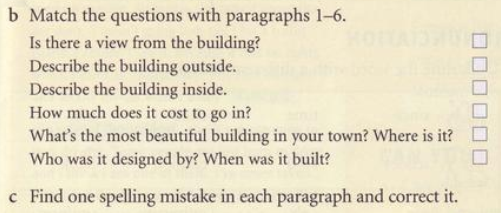 b Match the questions with paragraphs 1–6.
Is there a view from the building?
Describe the building outside.
Describe the building inside.
How much does it cost to go in?
What's the most beautiful building in your town? Where is it?
Who was it designed by? When was it built?
c Find one spelling mistake in each paragraph and correct it.